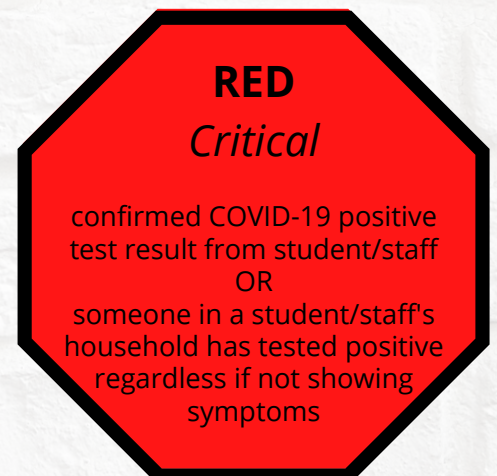 RED
Critical
confirmed COVID-19 positive
test result from student/staff
OR
someone in a student/staff's
household has tested positive
regardless if not showing
symptoms